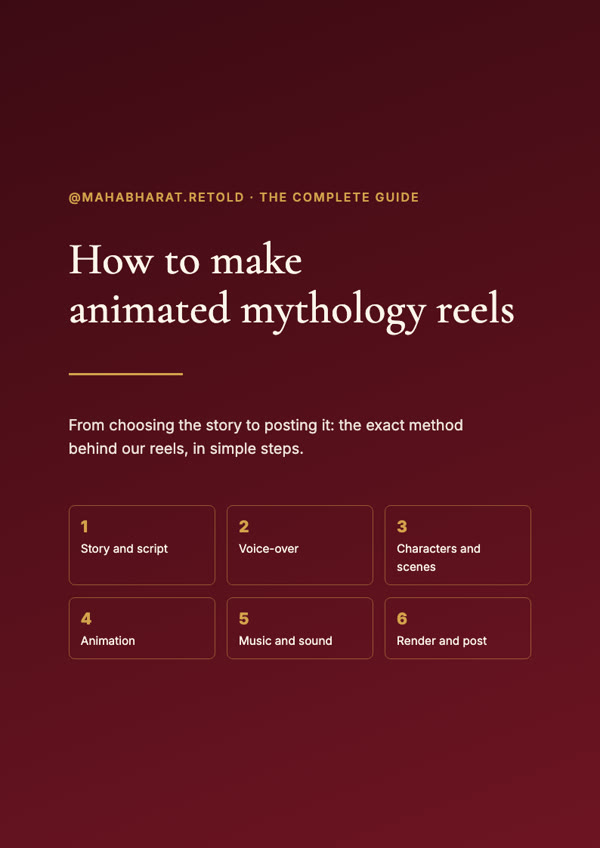 @MAHABHARAT.RETOLD · THE COMPLETE GUIDE
How to make
animated mythology reels
From choosing the story to posting it: the exact method
behind our reels, in simple steps.
1
Story and script
2
Voice-over
3
Characters and
scenes
4
Animation
5
Music and sound
6
Render and post